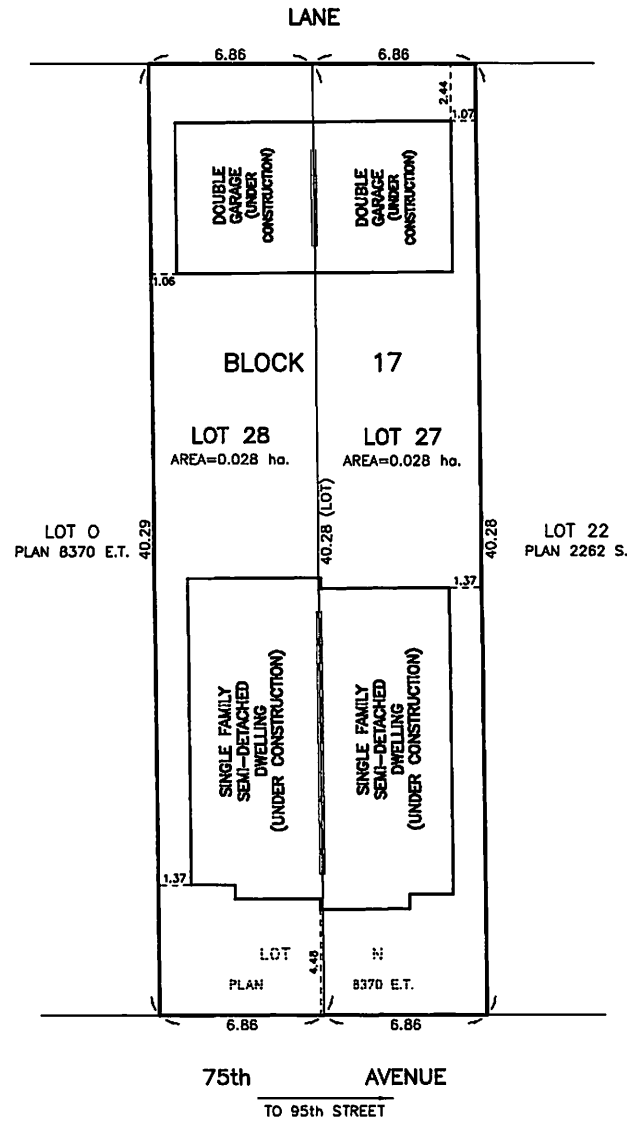 LANE
6.86 6.86
2.44
1.07
DOUBLE
GARAGE
(UNDER
CONSTRUCTION)
DOUBLE
GARAGE
(UNDER
CONSTRUCTION)
1.06
BLOCK 17
LOT 28
AREA=0.028 ha.
LOT 27
AREA=0.028 ha.
LOT O
PLAN 8370 E.T.
40.29
40.28 (LOT)
40.28
LOT 22
PLAN 2262 S.
1.37
SINGLE FAMILY
SEMI-DETACHED
DWELLING
(UNDER CONSTRUCTION)
SINGLE FAMILY
SEMI-DETACHED
DWELLING
(UNDER CONSTRUCTION)
1.37
4.48
LOT N
PLAN 8370 E.T.
6.86 6.86
75th AVENUE
TO 95th STREET